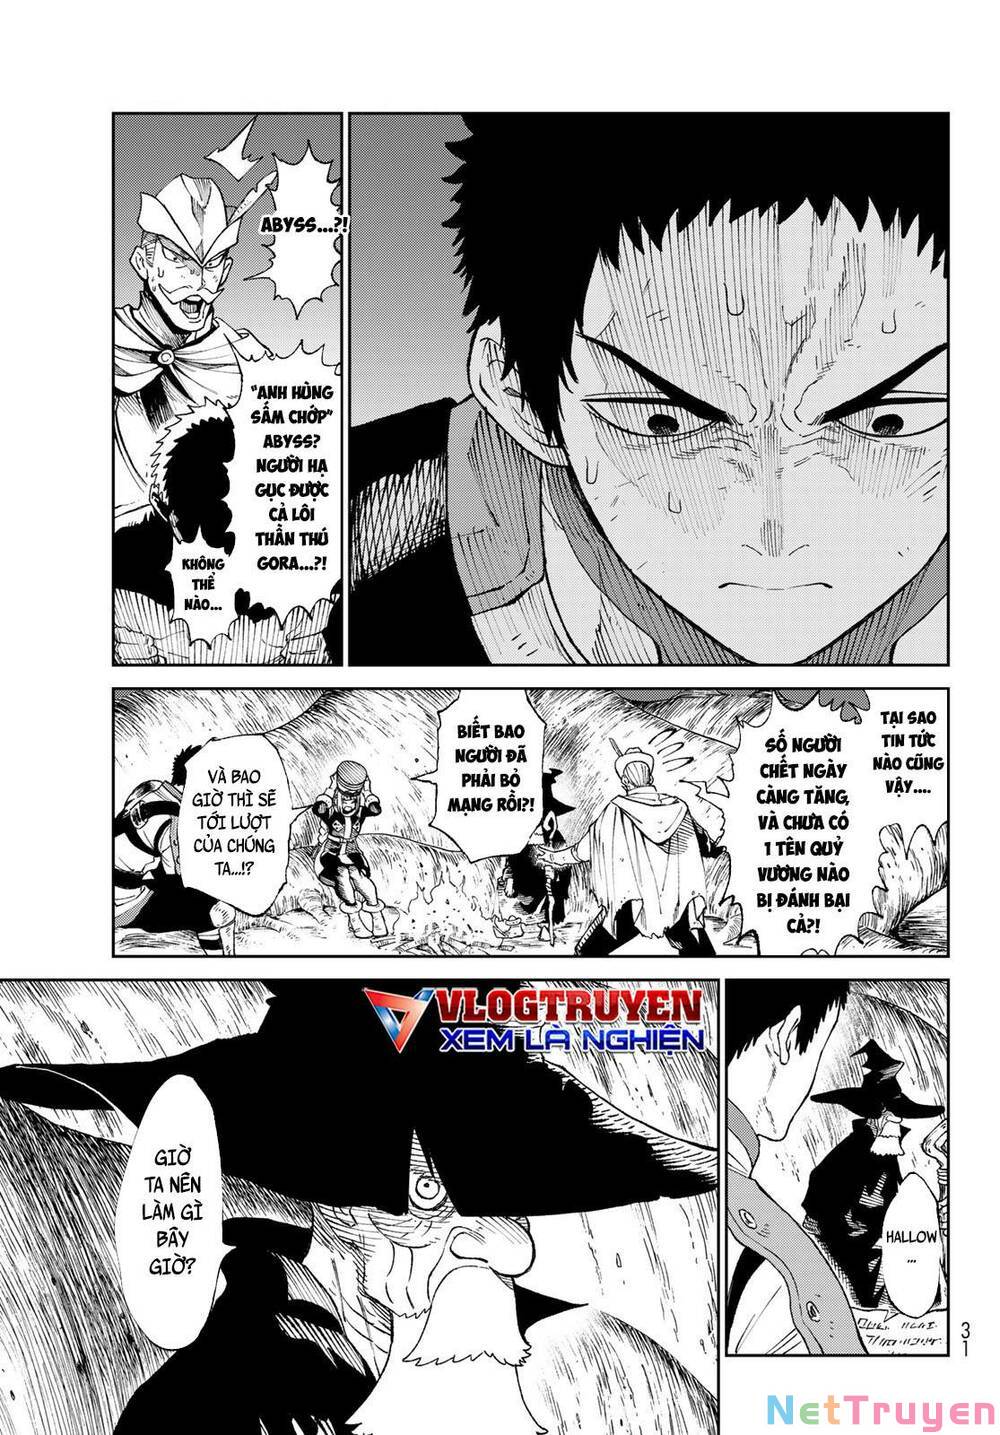 ABYSS...?!
"ANH HÙNG
SẤM CHỚP"
ABYSS?
NGƯỜI HẠ
GỤC ĐƯỢC
CẢ LÔI
THẦN THÚ
GORA...?!
KHÔNG
THỂ
NÀO...
TẠI SAO
TIN TỨC
NÀO CŨNG
VẬY....
SỐ NGƯỜI
CHẾT NGÀY
CÀNG TĂNG,
VÀ CHƯA CÓ
1 TÊN QUỶ
VƯƠNG NÀO
BỊ ĐÁNH BẠI
CẢ?!
BIẾT BAO
NGƯỜI ĐÃ
PHẢI BỎ
MẠNG RỒI?!
VÀ BAO
GIỜ THÌ SẼ
TỚI LƯỢT
CỦA CHÚNG
TA...!?
VLOGTRUYEN
XEM LÀ NGHIỆN
HALLOW
...
GIỜ
TA NÊN
LÀM GÌ
BÂY
GIỜ?
31
NetTruyen